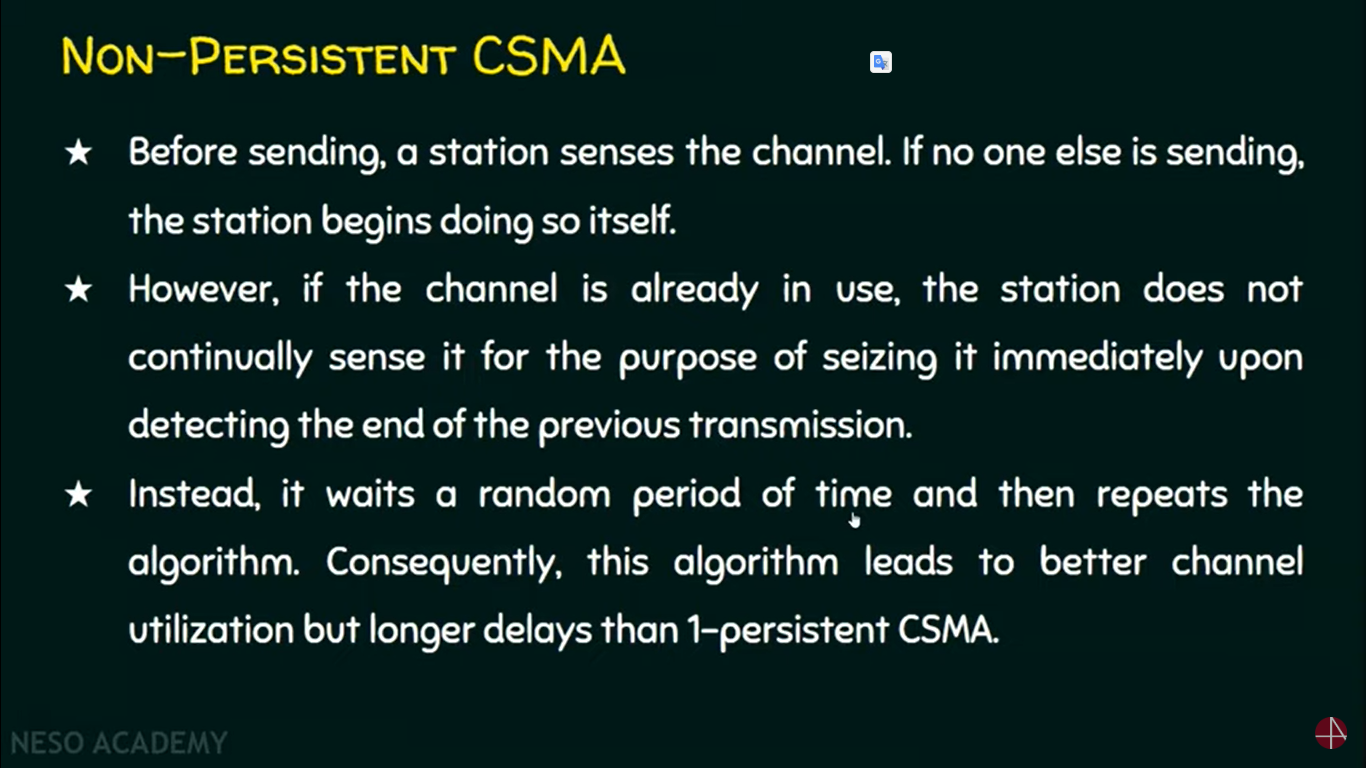 NON-PERSISTENT CSMA
★ Before sending, a station senses the channel. If no one else is sending,
the station begins doing so itself.
★ However, if the channel is already in use, the station does not
continually sense it for the purpose of seizing it immediately upon
detecting the end of the previous transmission.
★ Instead, it waits a random period of time and then repeats the
algorithm. Consequently, this algorithm leads to better channel
utilization but longer delays than 1-persistent CSMA.
NESO ACADEMY